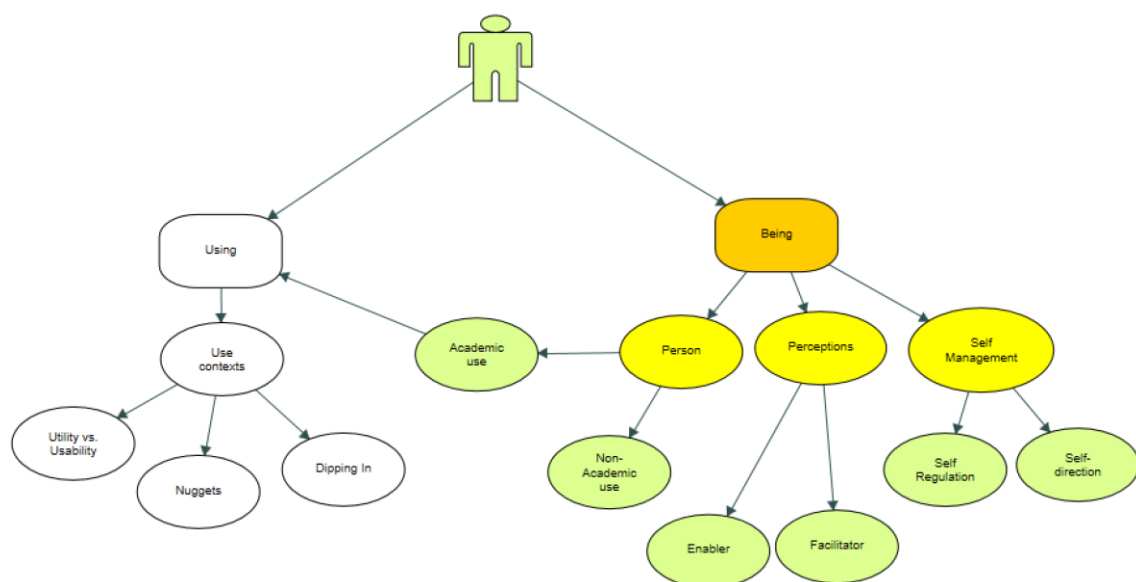 Using
Being
Use
contexts
Academic
use
Person
Perceptions
Self
Management
Utility vs.
Usability
Nuggets
Dipping In
Non-
Academic
use
Enabler
Facilitator
Self
Regulation
Self-
direction